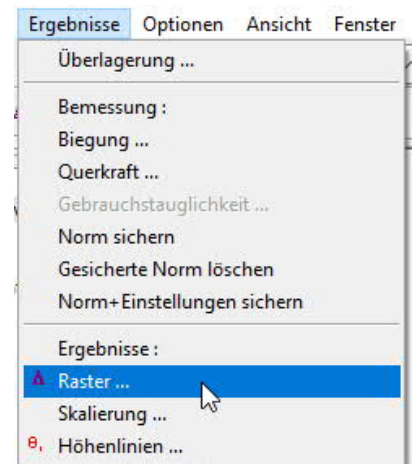 Ergebnisse Optionen Ansicht Fenster
Überlagerung ...
Bemessung :
Biegung ...
Querkraft ...
Gebrauchstauglichkeit ...
Norm sichern
Gesicherte Norm löschen
Norm+Einstellungen sichern
Ergebnisse :
Raster ...
Skalierung ...
Höhenlinien ...